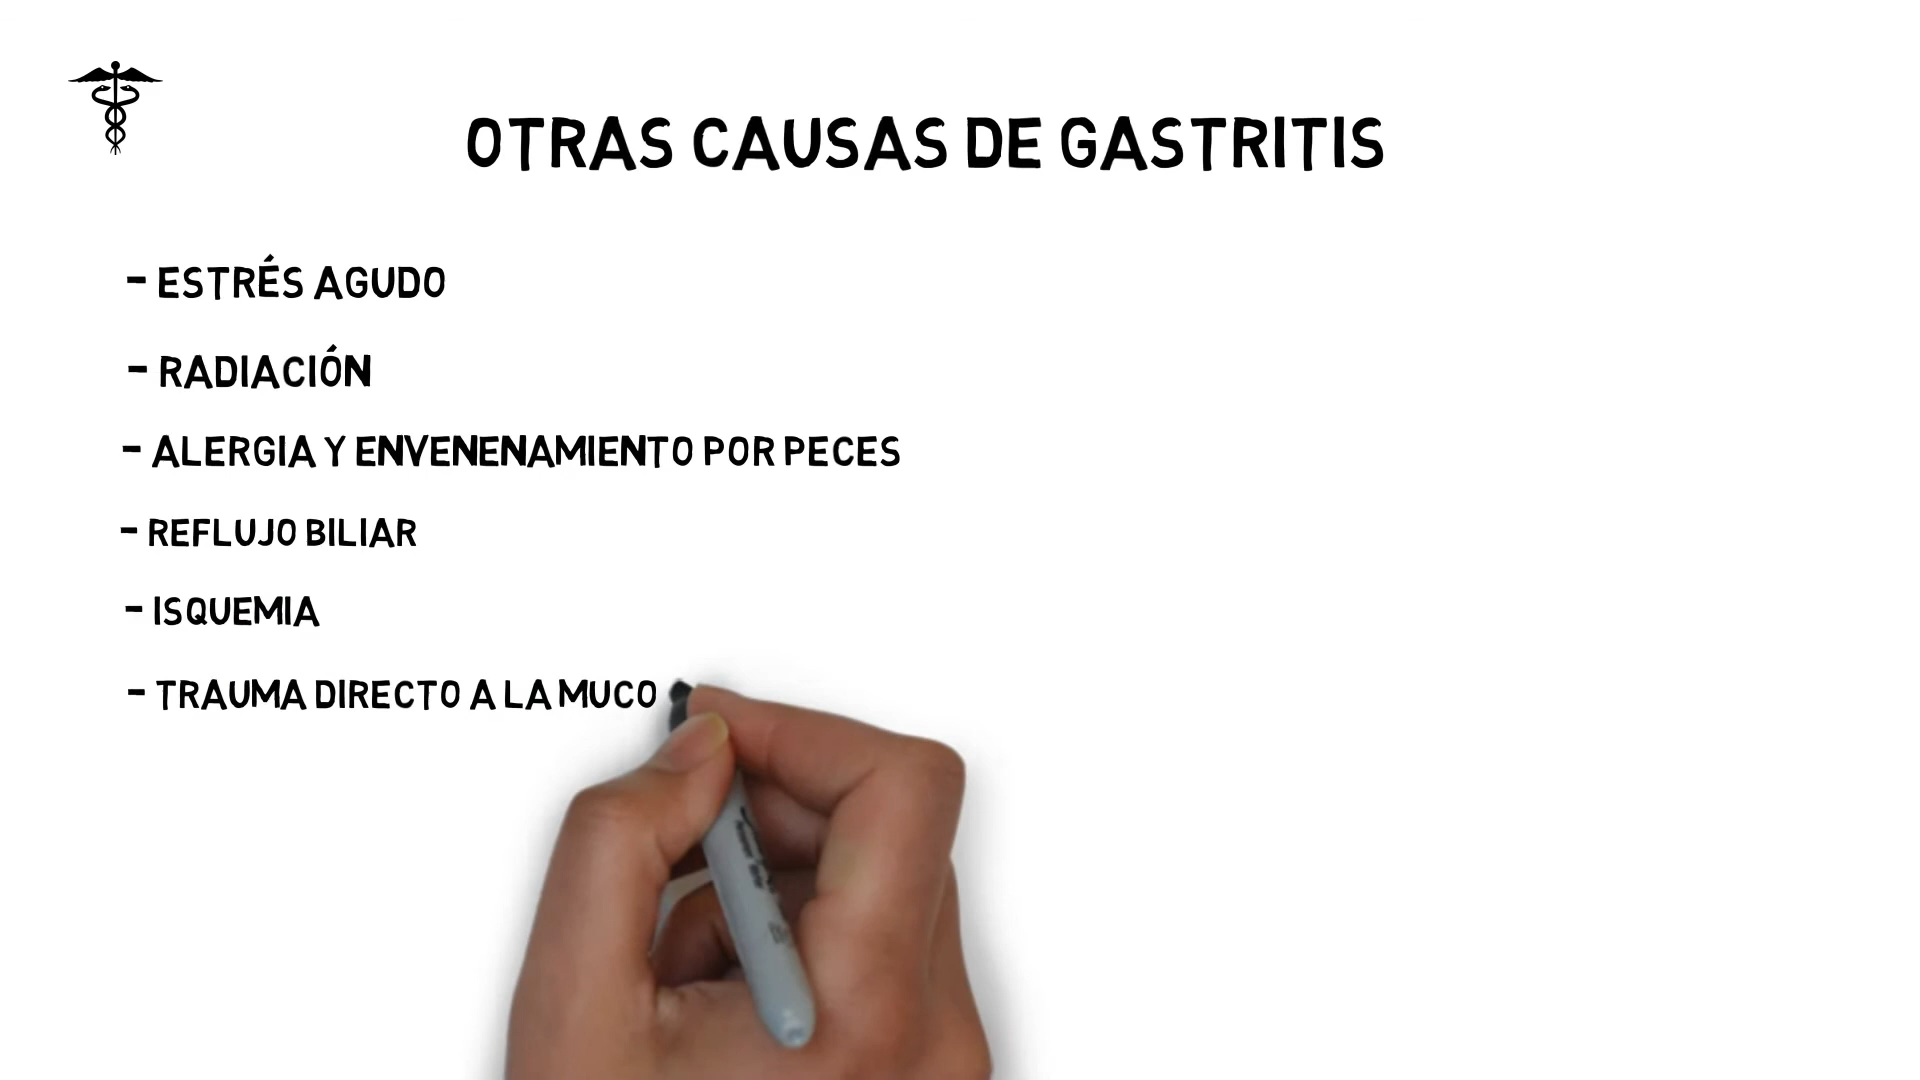 OTRAS CAUSAS DE GASTRITIS
- ESTRÉS AGUDO
- RADIACIÓN
- ALERGIA Y ENVENENAMIENTO POR PECES
- REFLUJO BILIAR
- ISQUEMIA
- TRAUMA DIRECTO A LA MUCO